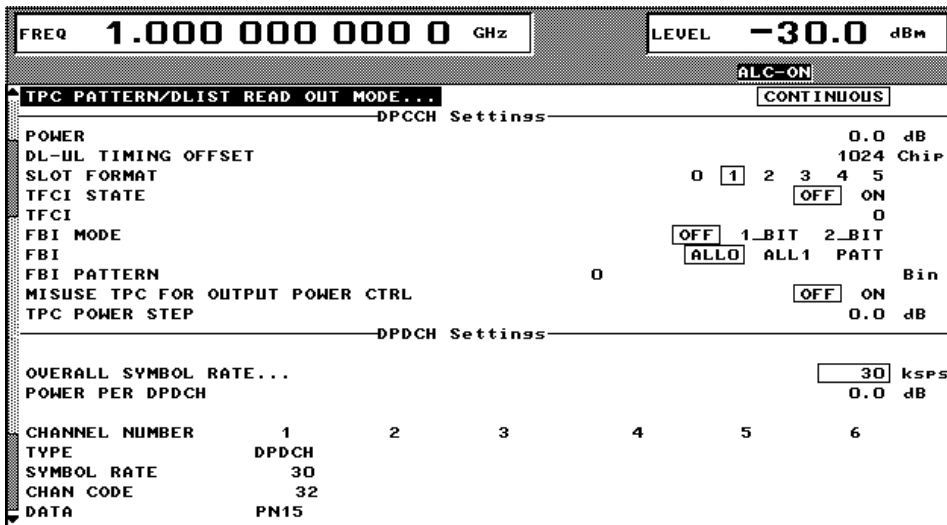 FREQ 1.000 000 000 0 GHz LEVEL -30.0 dBm
ALC-ON
TPC PATTERN/DLIST READ OUT MODE... CONTINUOUS
DPCCH Settings
POWER 0.0 dB
DL-UL TIMING OFFSET 1024 Chip
SLOT FORMAT 0 1 2 3 4 5
TFCI STATE OFF ON
TFCI 0
FBI MODE OFF 1_BIT 2_BIT
FBI ALL0 ALL1 PATT
FBI PATTERN 0 Bin
MISUSE TPC FOR OUTPUT POWER CTRL OFF ON
TPC POWER STEP 0.0 dB
DPDCH Settings
OVERALL SYMBOL RATE... 30 ksps
POWER PER DPDCH 0.0 dB
CHANNEL NUMBER 1 2 3 4 5 6
TYPE DPDCH
SYMBOL RATE 30
CHAN CODE 32
DATA PN15